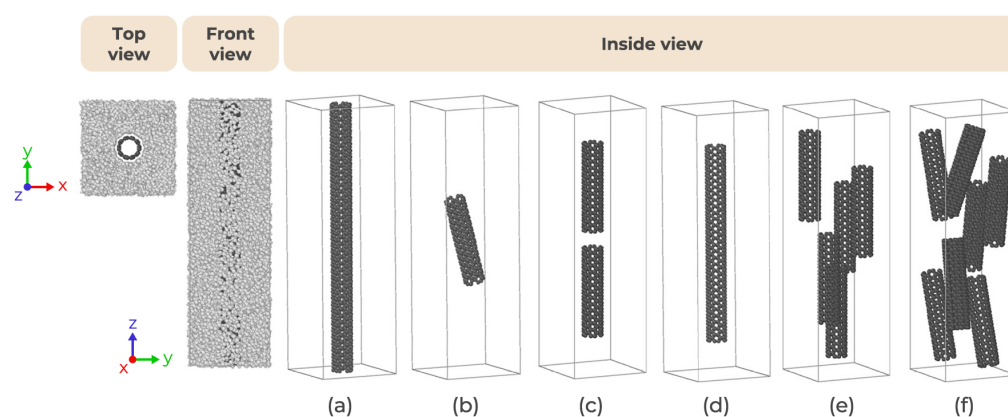 Top
view
Front
view
Inside view
y
z
x
z
x
y
(a)
(b)
(c)
(d)
(e)
(f)